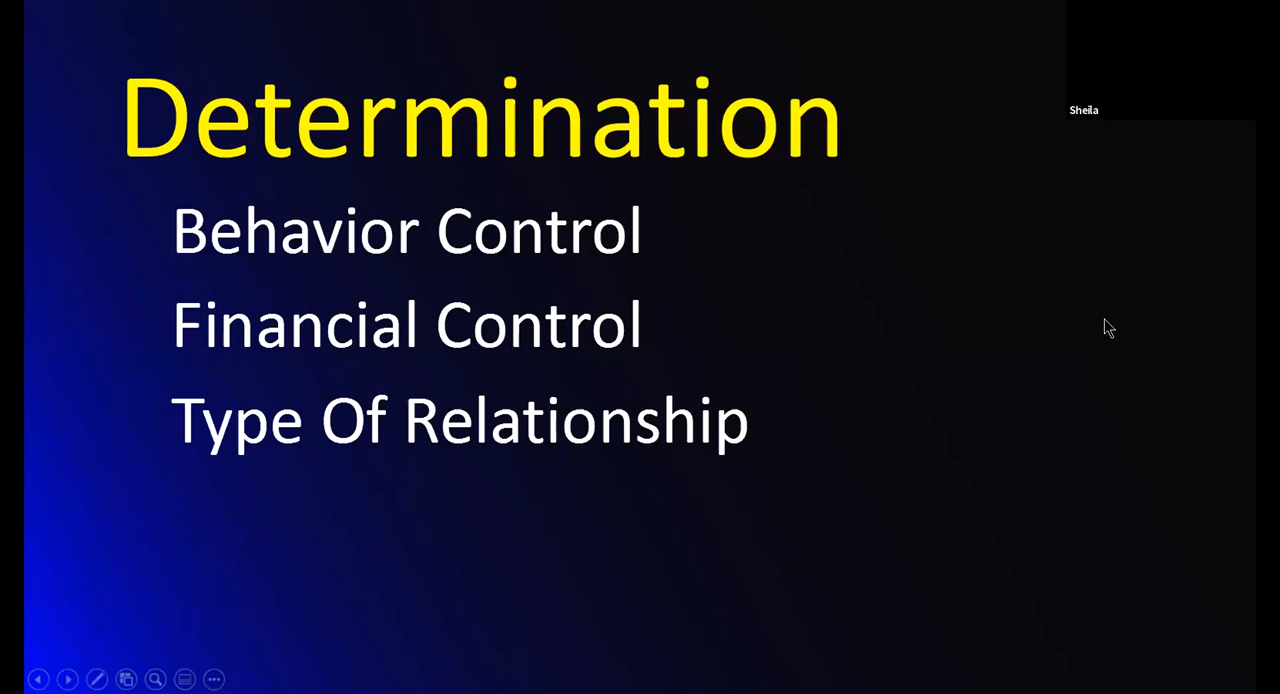 Determination
Sheila
Behavior Control
Financial Control
Type Of Relationship